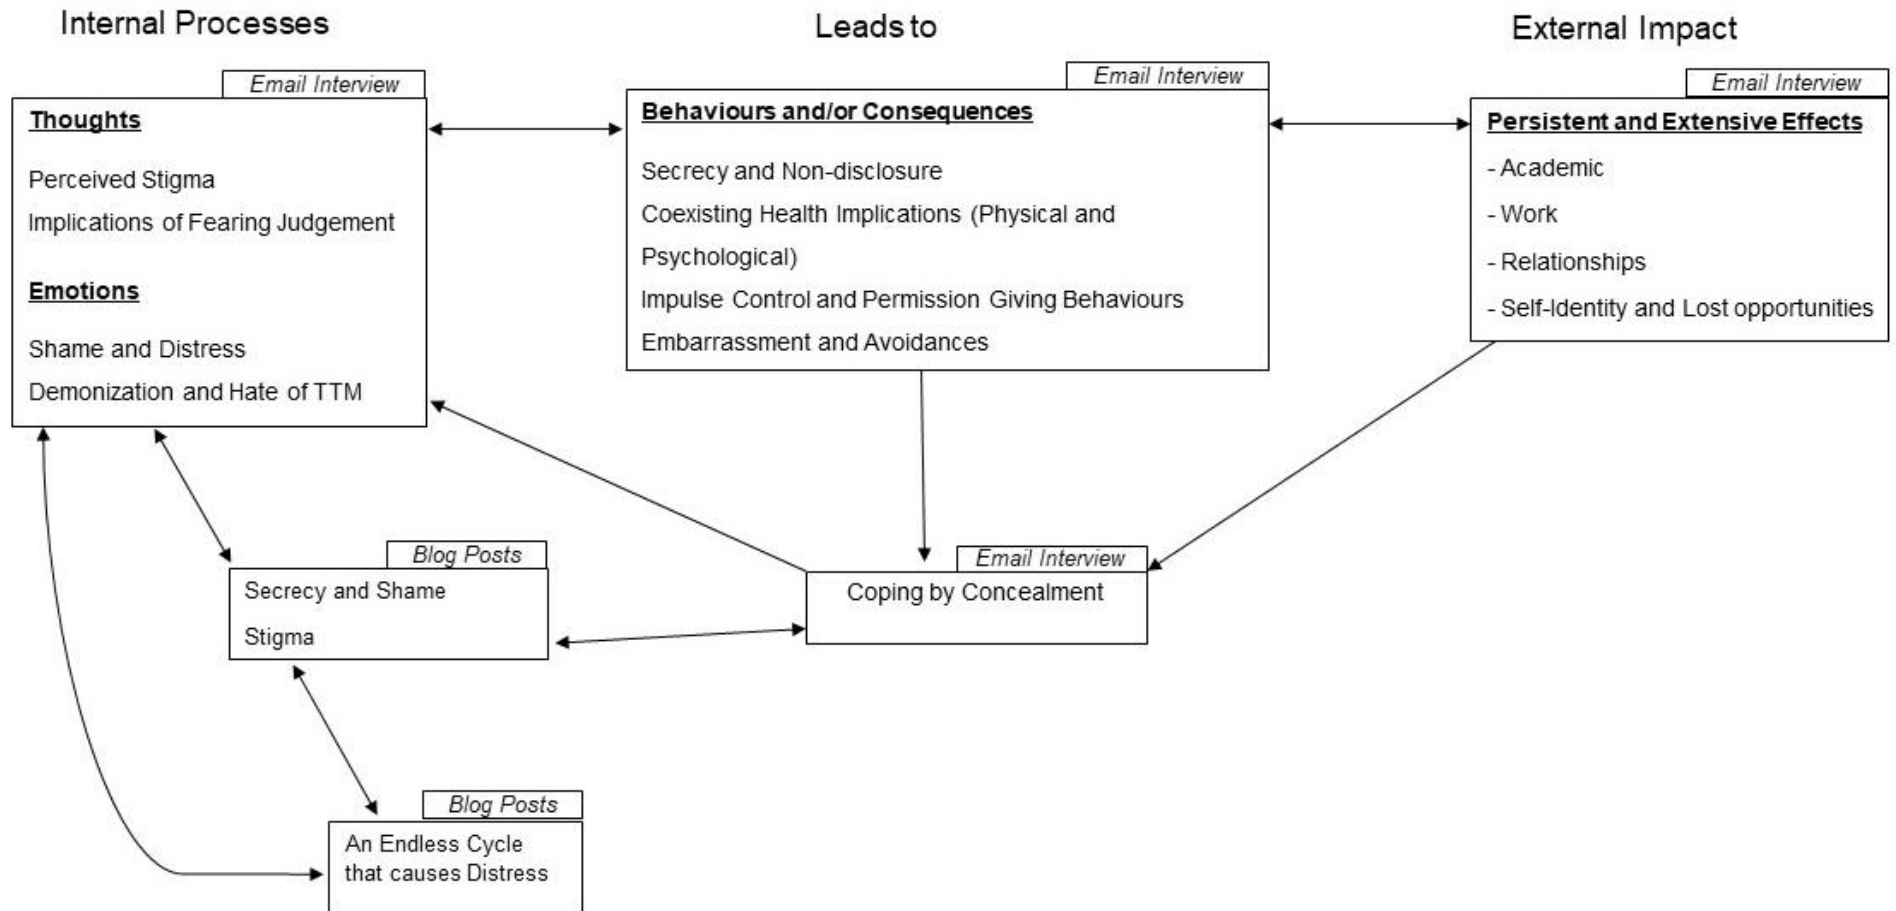 Internal Processes
Leads to
External Impact
Email Interview
Thoughts
Perceived Stigma
Implications of Fearing Judgement
Emotions
Shame and Distress
Demonization and Hate of TTM
Email Interview
Behaviours and/or Consequences
Secrecy and Non-disclosure
Coexisting Health Implications (Physical and
Psychological)
Impulse Control and Permission Giving Behaviours
Embarrassment and Avoidances
Email Interview
Persistent and Extensive Effects
- Academic
- Work
- Relationships
- Self-Identity and Lost opportunities
Blog Posts
Secrecy and Shame
Stigma
Email Interview
Coping by Concealment
Blog Posts
An Endless Cycle
that causes Distress